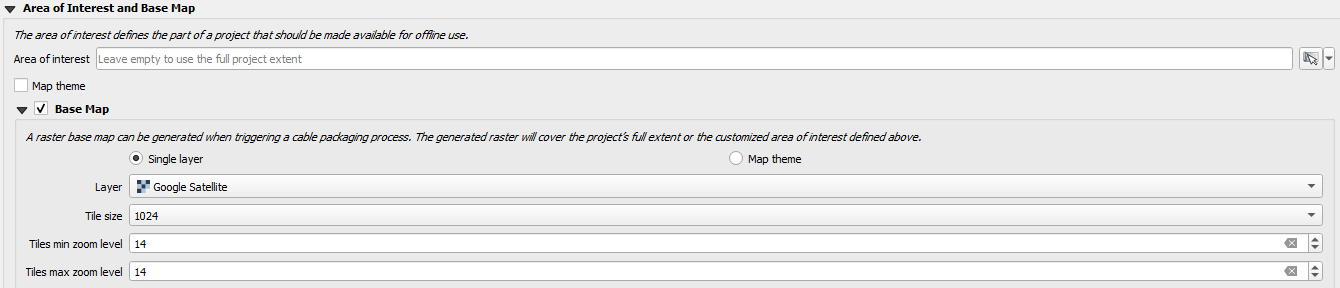 Area of Interest and Base Map
The area of interest defines the part of a project that should be made available for offline use.
Area of interest Leave empty to use the full project extent
Map theme
Base Map
A raster base map can be generated when triggering a cable packaging process. The generated raster will cover the project's full extent or the customized area of interest defined above.
Single layer Map theme
Layer Google Satellite
Tile size 1024
Tiles min zoom level 14
Tiles max zoom level 14